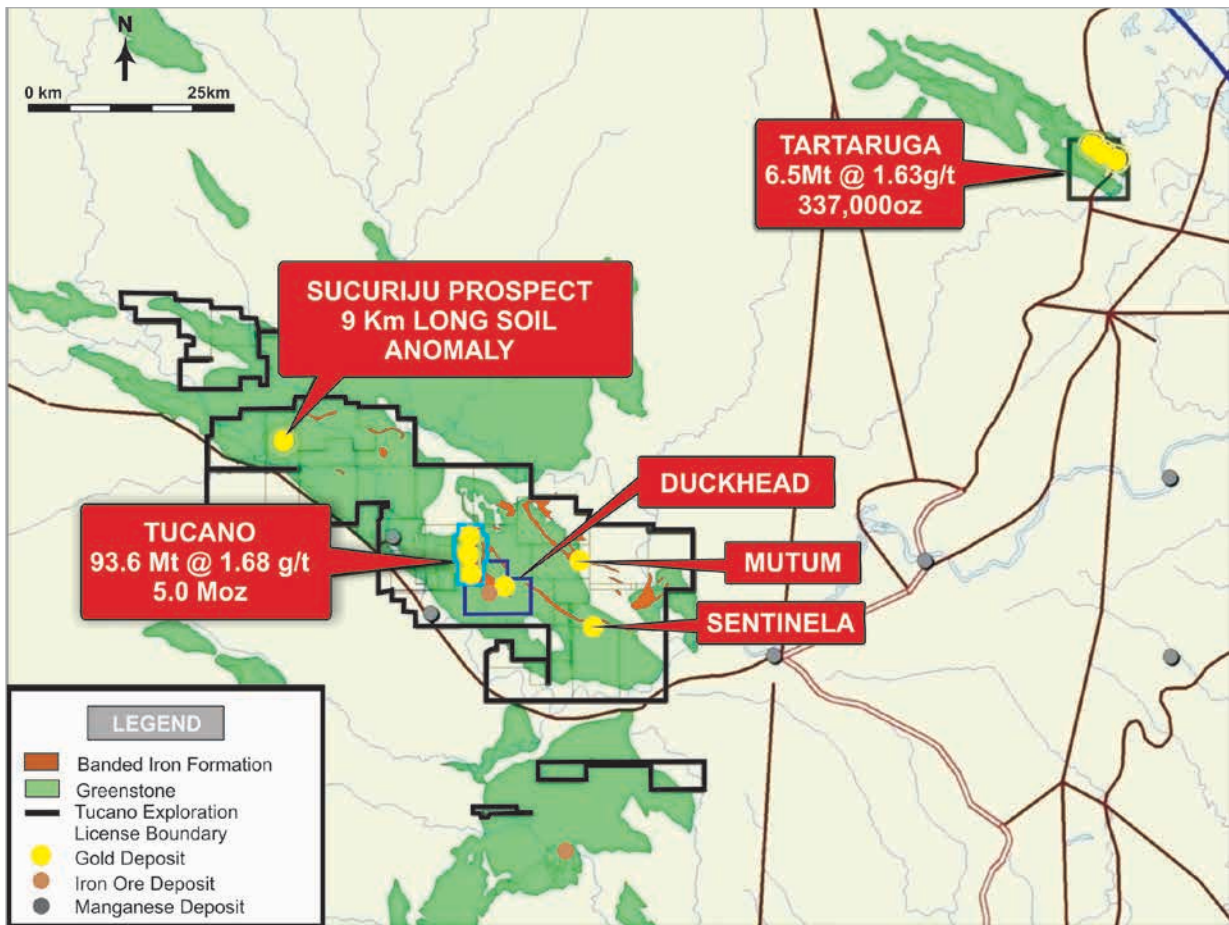 N
0 km 25km
TARTARUGA
6.5Mt @ 1.63g/t
337,000oz
SUCURIJU PROSPECT
9 Km LONG SOIL
ANOMALY
DUCKHEAD
TUCANO
93.6 Mt @ 1.68 g/t
5.0 Moz
MUTUM
SENTINELA
LEGEND
Banded Iron Formation
Greenstone
Tucano Exploration
License Boundary
Gold Deposit
Iron Ore Deposit
Manganese Deposit